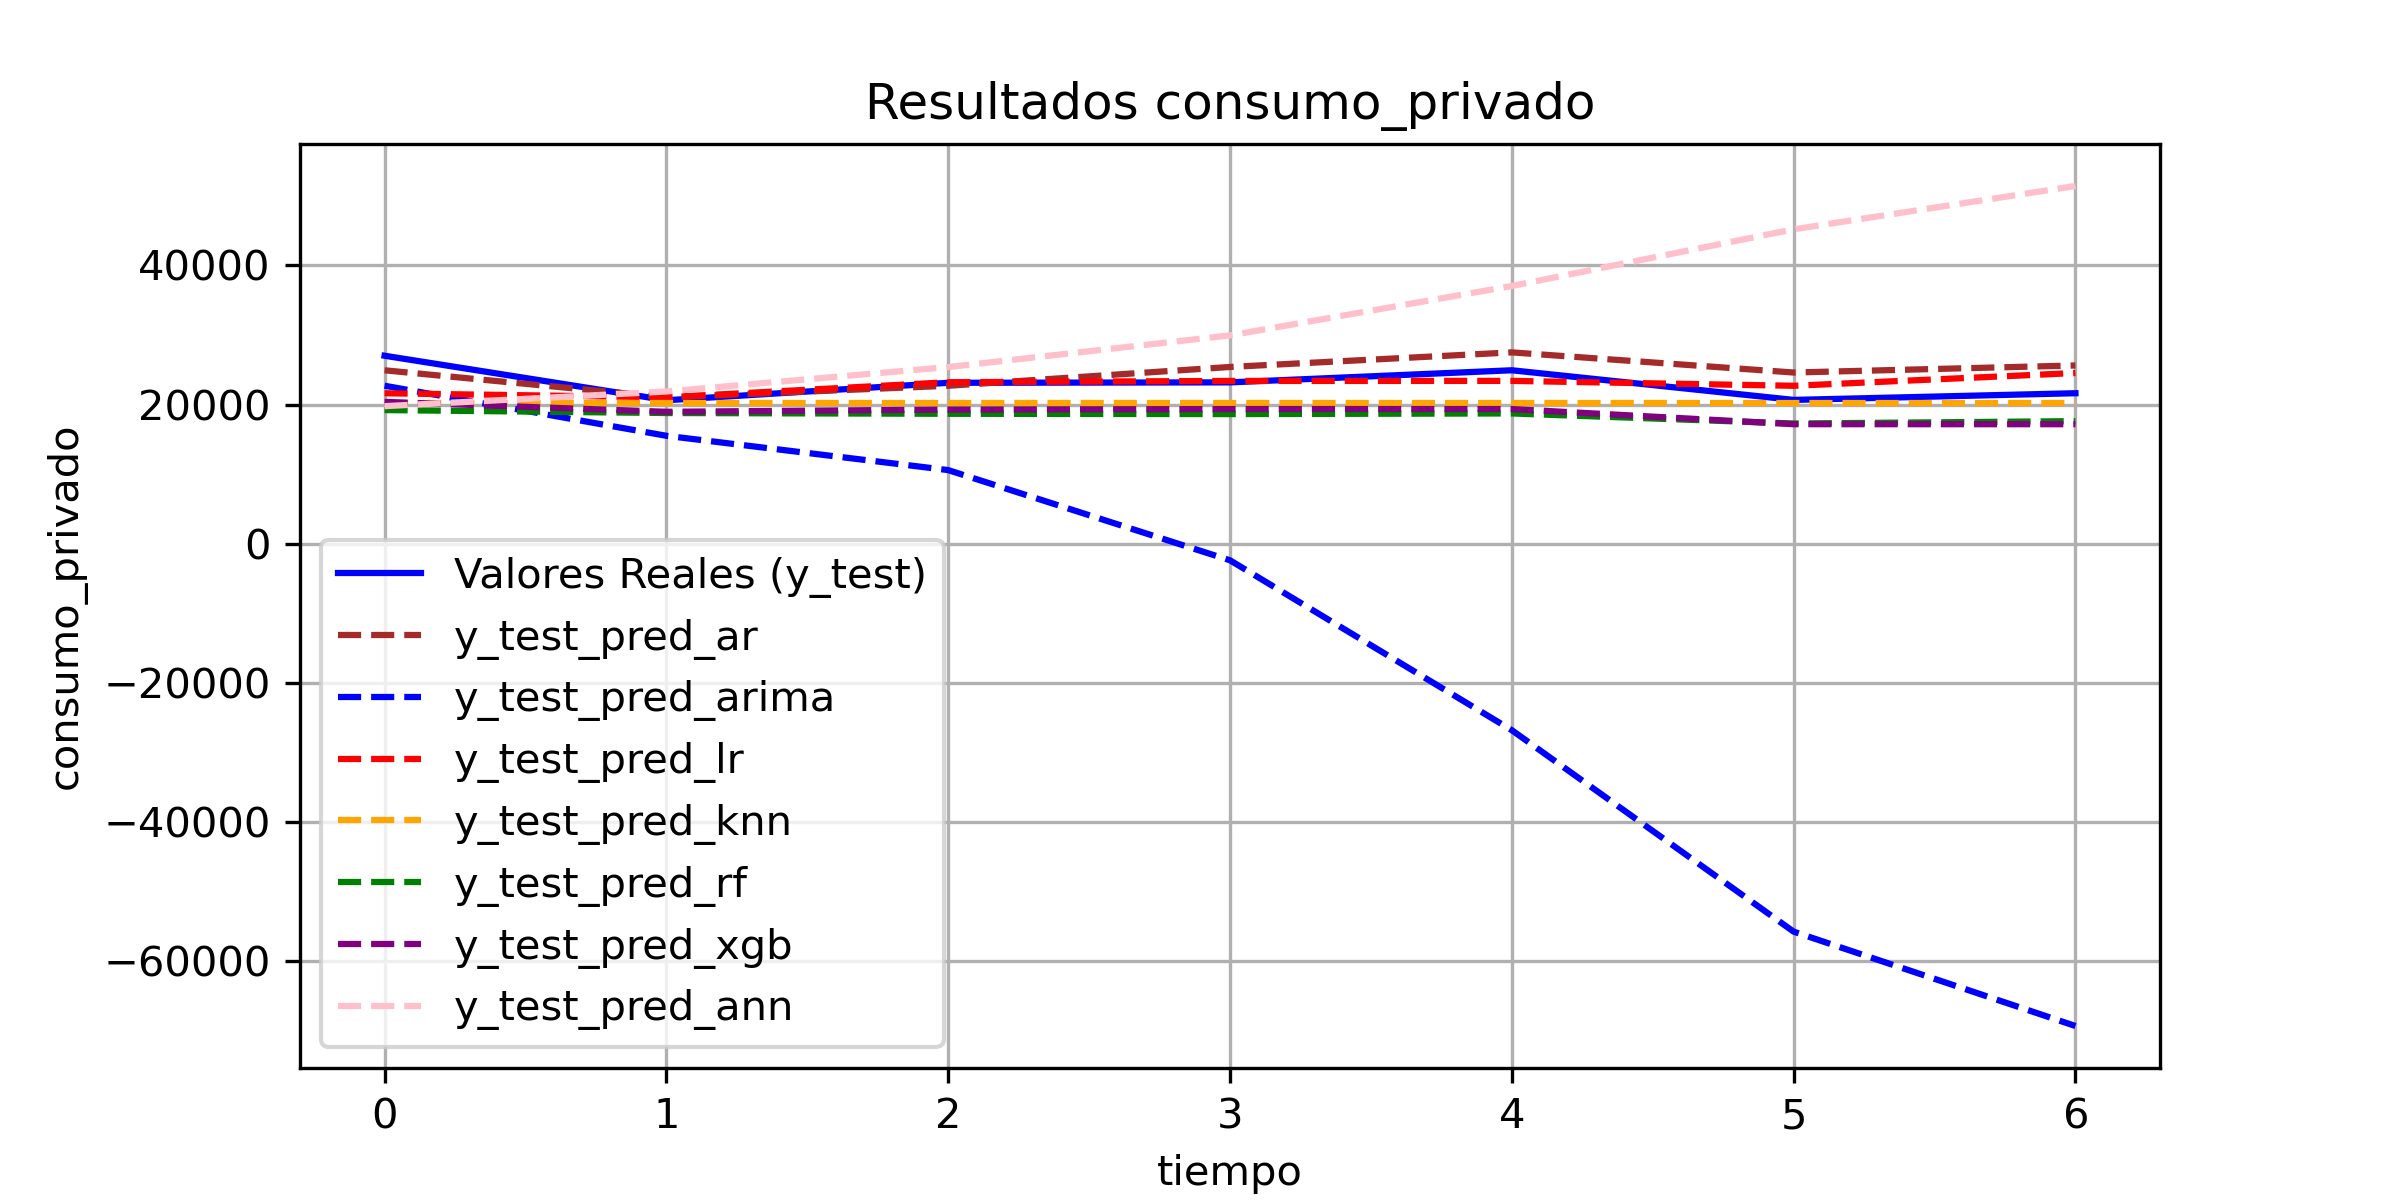 Resultados consumo_privado
consumo_privado
40000
20000
0
−20000
−40000
−60000
Valores Reales (y_test)
y_test_pred_ar
y_test_pred_arima
y_test_pred_lr
y_test_pred_knn
y_test_pred_rf
y_test_pred_xgb
y_test_pred_ann
0 1 2 3 4 5 6
tiempo